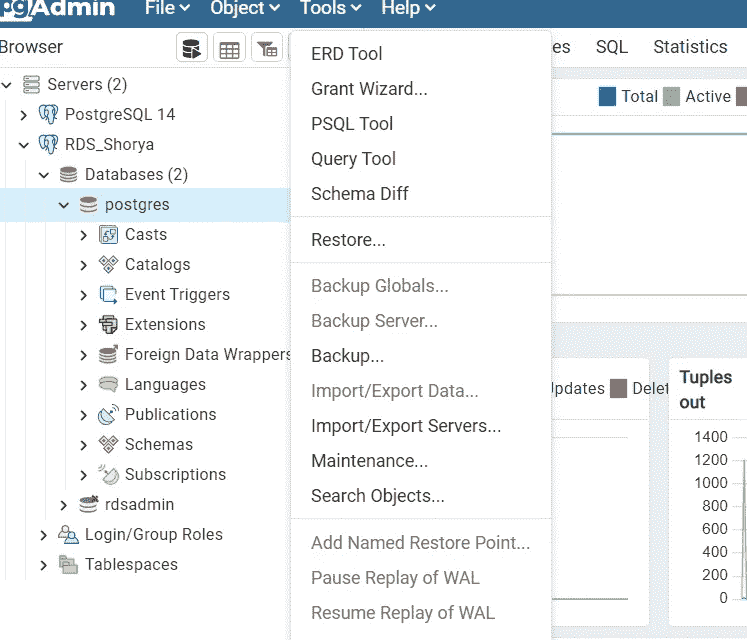 pgAdmin File Object Tools Help
Browser
es SQL Statistics
Servers (2)
PostgreSQL 14
RDS_Shorya
Databases (2)
postgres
Casts
Catalogs
Event Triggers
Extensions
Foreign Data Wrappers
Languages
Publications
Schemas
Subscriptions
rdsadmin
Login/Group Roles
Tablespaces
ERD Tool
Grant Wizard...
PSQL Tool
Query Tool
Schema Diff
Restore...
Backup Globals...
Backup Server...
Backup...
Import/Export Data...
Import/Export Servers...
Maintenance...
Search Objects...
Add Named Restore Point...
Pause Replay of WAL
Resume Replay of WAL
Total Active
Updates Delet
Tuples
out
1400
1200
1000
800
600
400
200
0